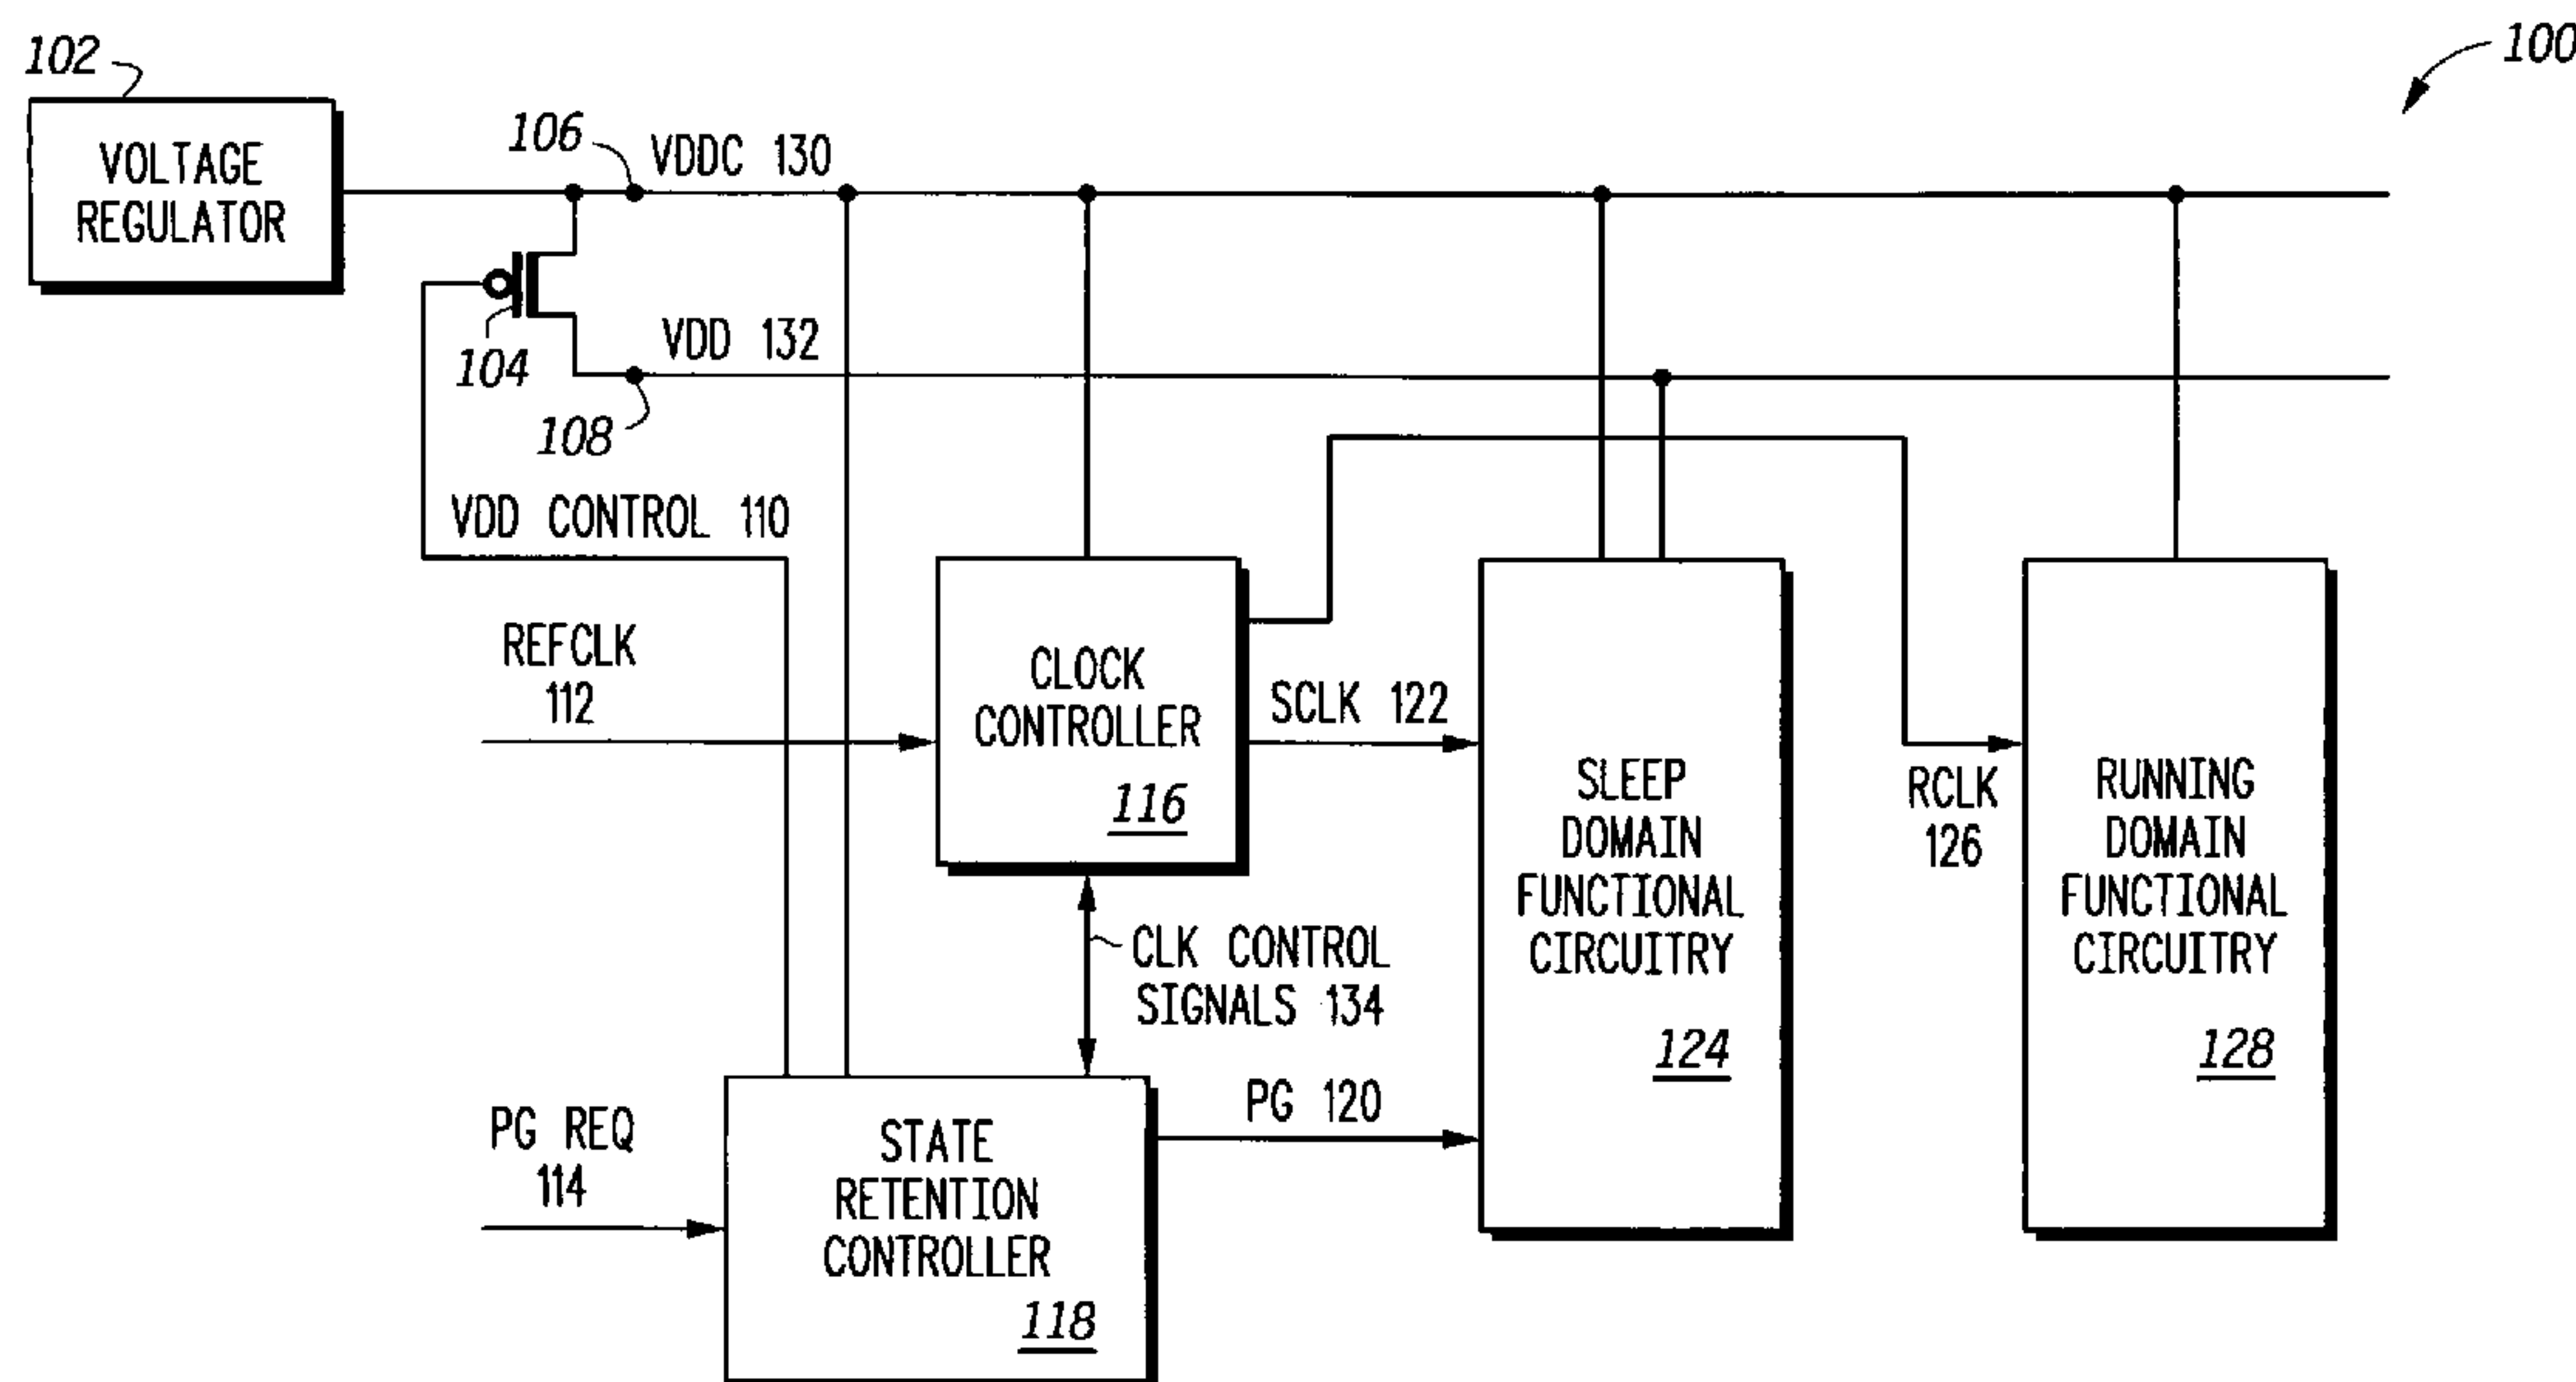 102
100
VOLTAGE
REGULATOR
106
VDDC 130
104
VDD 132
108
VDD CONTROL 110
REFCLK
112
CLOCK
CONTROLLER
116
SCLK 122
SLEEP
DOMAIN
FUNCTIONAL
CIRCUITRY
124
RCLK
126
RUNNING
DOMAIN
FUNCTIONAL
CIRCUITRY
128
CLK CONTROL
SIGNALS 134
PG REQ
114
STATE
RETENTION
CONTROLLER
118
PG 120